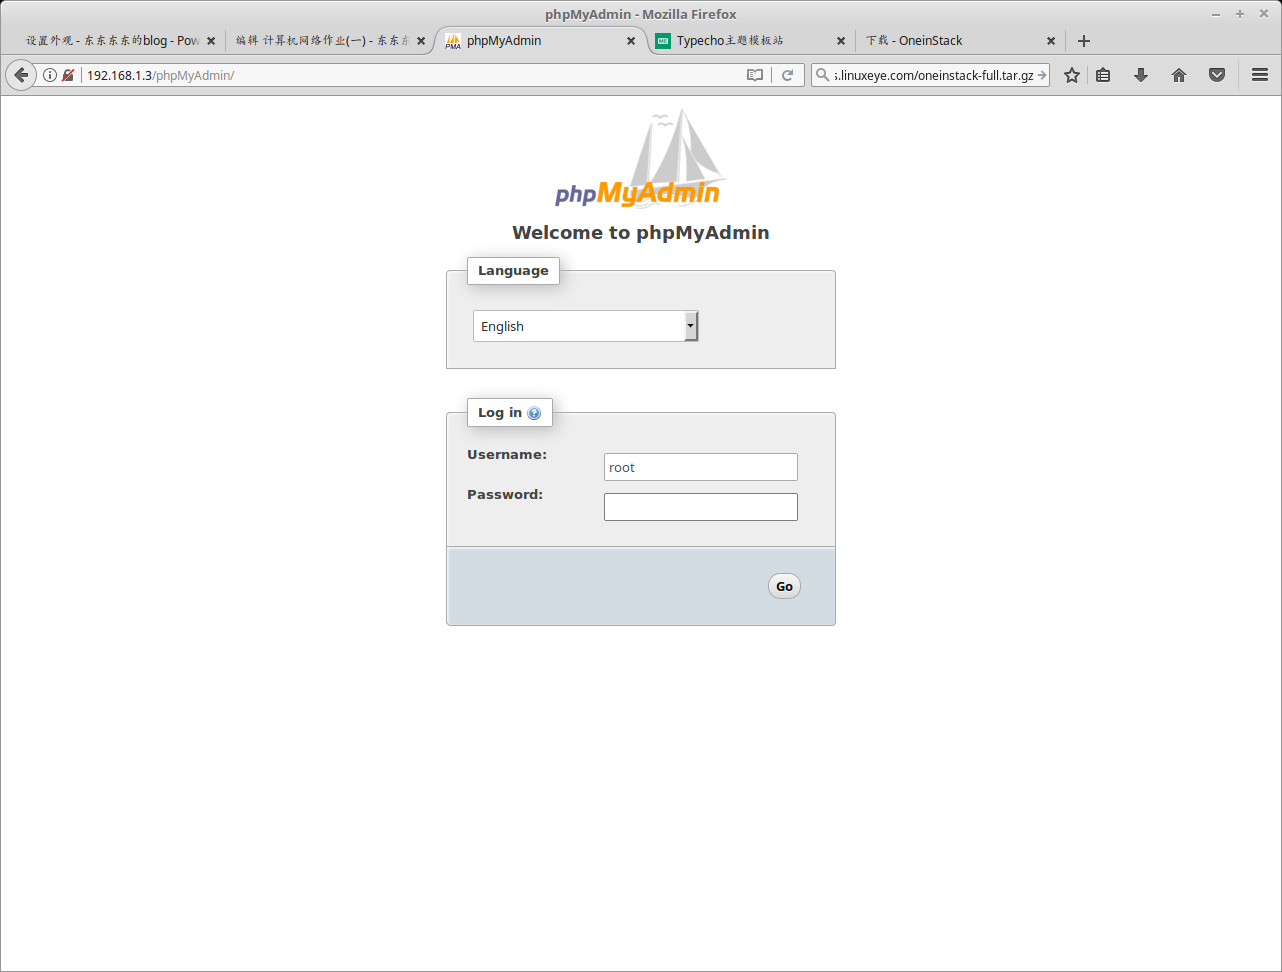 phpMyAdmin - Mozilla Firefox
设置外观 - 东东东东的blog - Pow
编辑 计算机网络作业(一) - 东东东
phpMyAdmin
Typecho主题模板站
下载 - OneinStack
192.168.1.3/phpMyAdmin/
s.linuxeye.com/oneinstack-full.tar.gz
phpMyAdmin
Welcome to phpMyAdmin
Language
English
Log in
Username:
root
Password:
Go